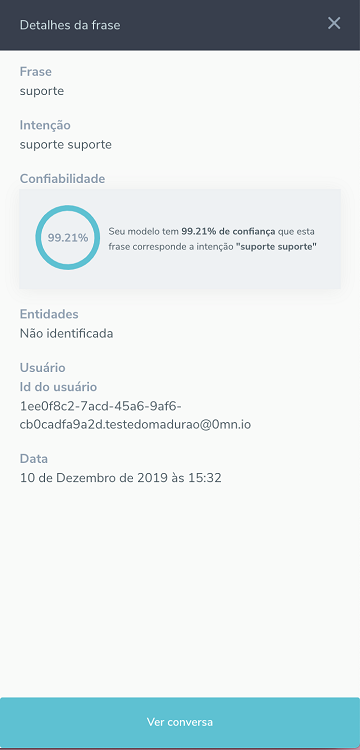 Detalhes da frase
Frase
suporte
Intenção
suporte suporte
Confiabilidade
99.21%
Seu modelo tem 99.21% de confiança que esta
frase corresponde a intenção "suporte suporte"
Entidades
Não identificada
Usuário
Id do usuário
1ee0f8c2-7acd-45a6-9af6-
cb0cadfa9a2d.testedomadurao@0mn.io
Data
10 de Dezembro de 2019 às 15:32
Ver conversa